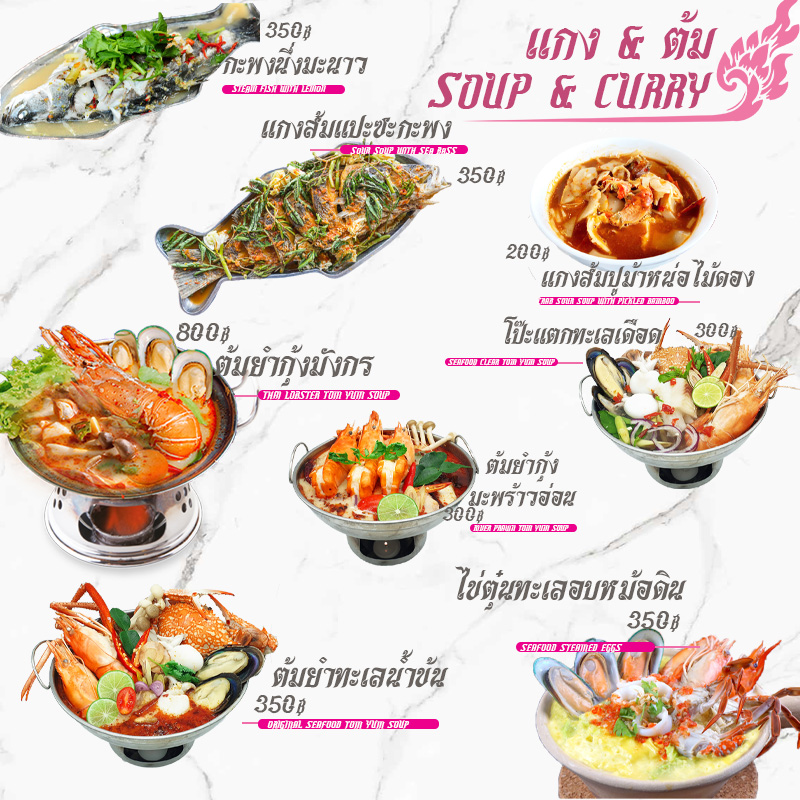 แกง & ต้ม
SOUP & CURRY
350฿
กะพงนึ่งมะนาว
STEAM FISH WITH LEMON
แกงส้มแปะซะกะพง
SOUR SOUP WITH SEA BASS
350฿
200฿
แกงส้มปูม้าหน่อไม้ดอง
SOUR SOUP WITH PICKLED BAMBOO
800฿
ต้มยำกุ้งมังกร
THAI LOBSTER TOM YUM SOUP
โป๊ะแตกทะเลเดือด
300฿
SEAFOOD CLEAR TOM YUM SOUP
ต้มยำกุ้ง
มะพร้าวอ่อน
300฿
RIVER PRAWN TOM YUM SOUP
ไข่ตุ๋นทะเลอบหม้อดิน
350฿
SEAFOOD STEAMED EGGS
ต้มยำทะเลน้ำข้น
350฿
ORIGINAL SEAFOOD TOM YUM SOUP